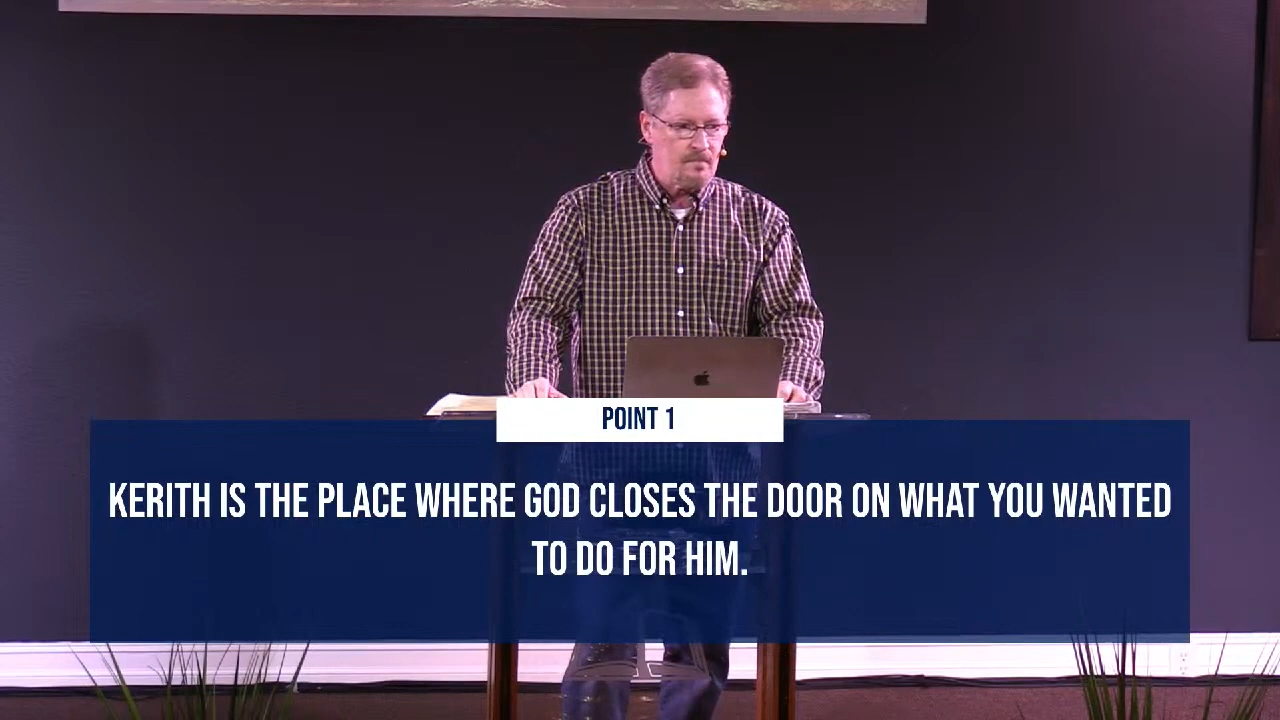 POINT 1
KERITH IS THE PLACE WHERE GOD CLOSES THE DOOR ON WHAT YOU WANTED
TO DO FOR HIM.